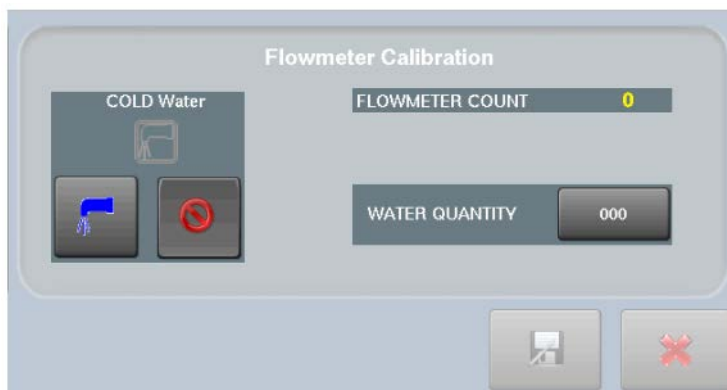 Flowmeter Calibration
COLD Water
FLOWMETER COUNT 0
WATER QUANTITY 000